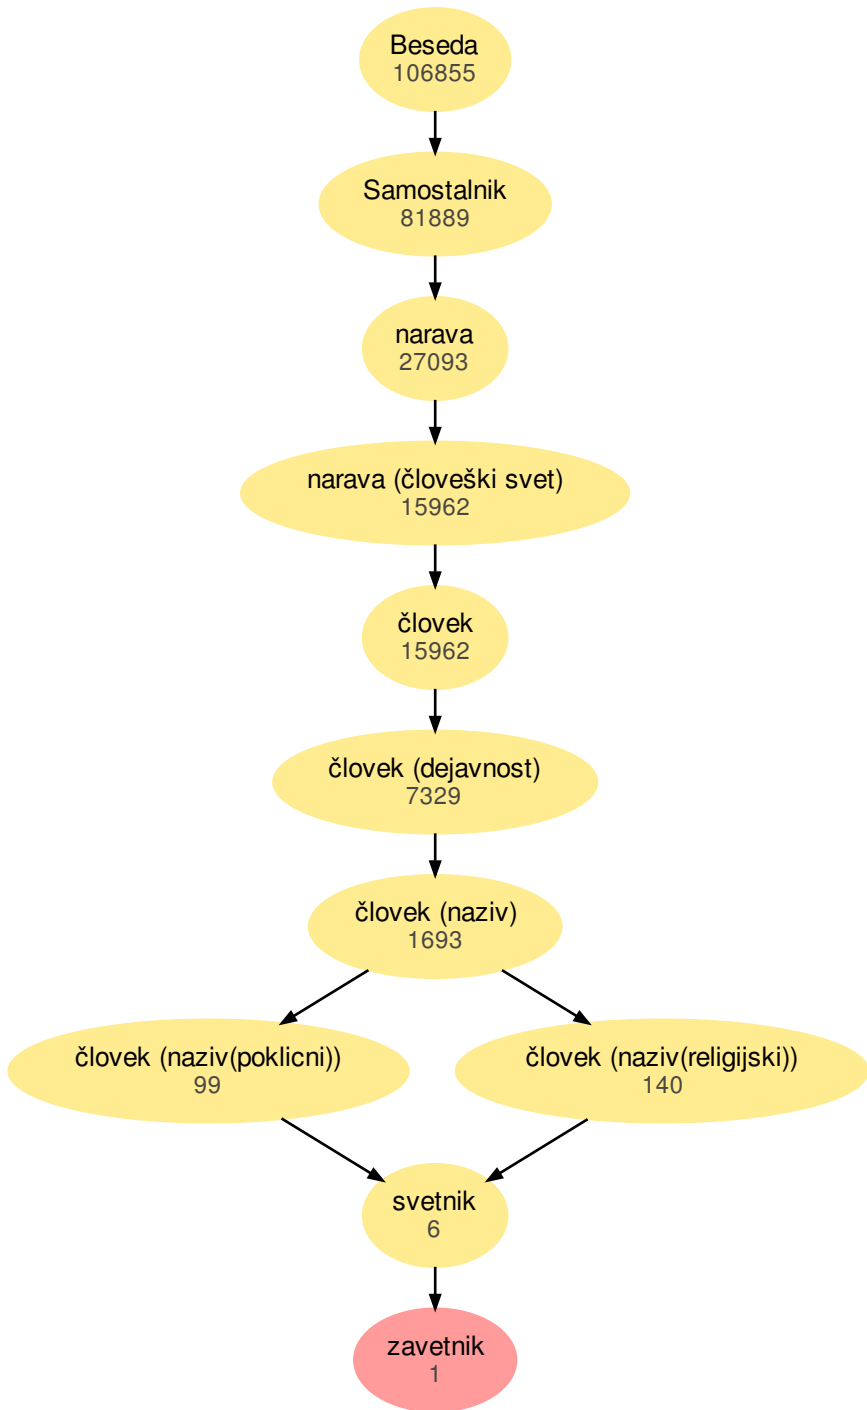 Beseda
106855
Samostalnik
81889
narava
27093
narava (človeški svet)
15962
človek
15962
človek (dejavnost)
7329
človek (naziv)
1693
človek (naziv(poklicni))
99
človek (naziv(religijski))
140
svetnik
6
zavetnik
1